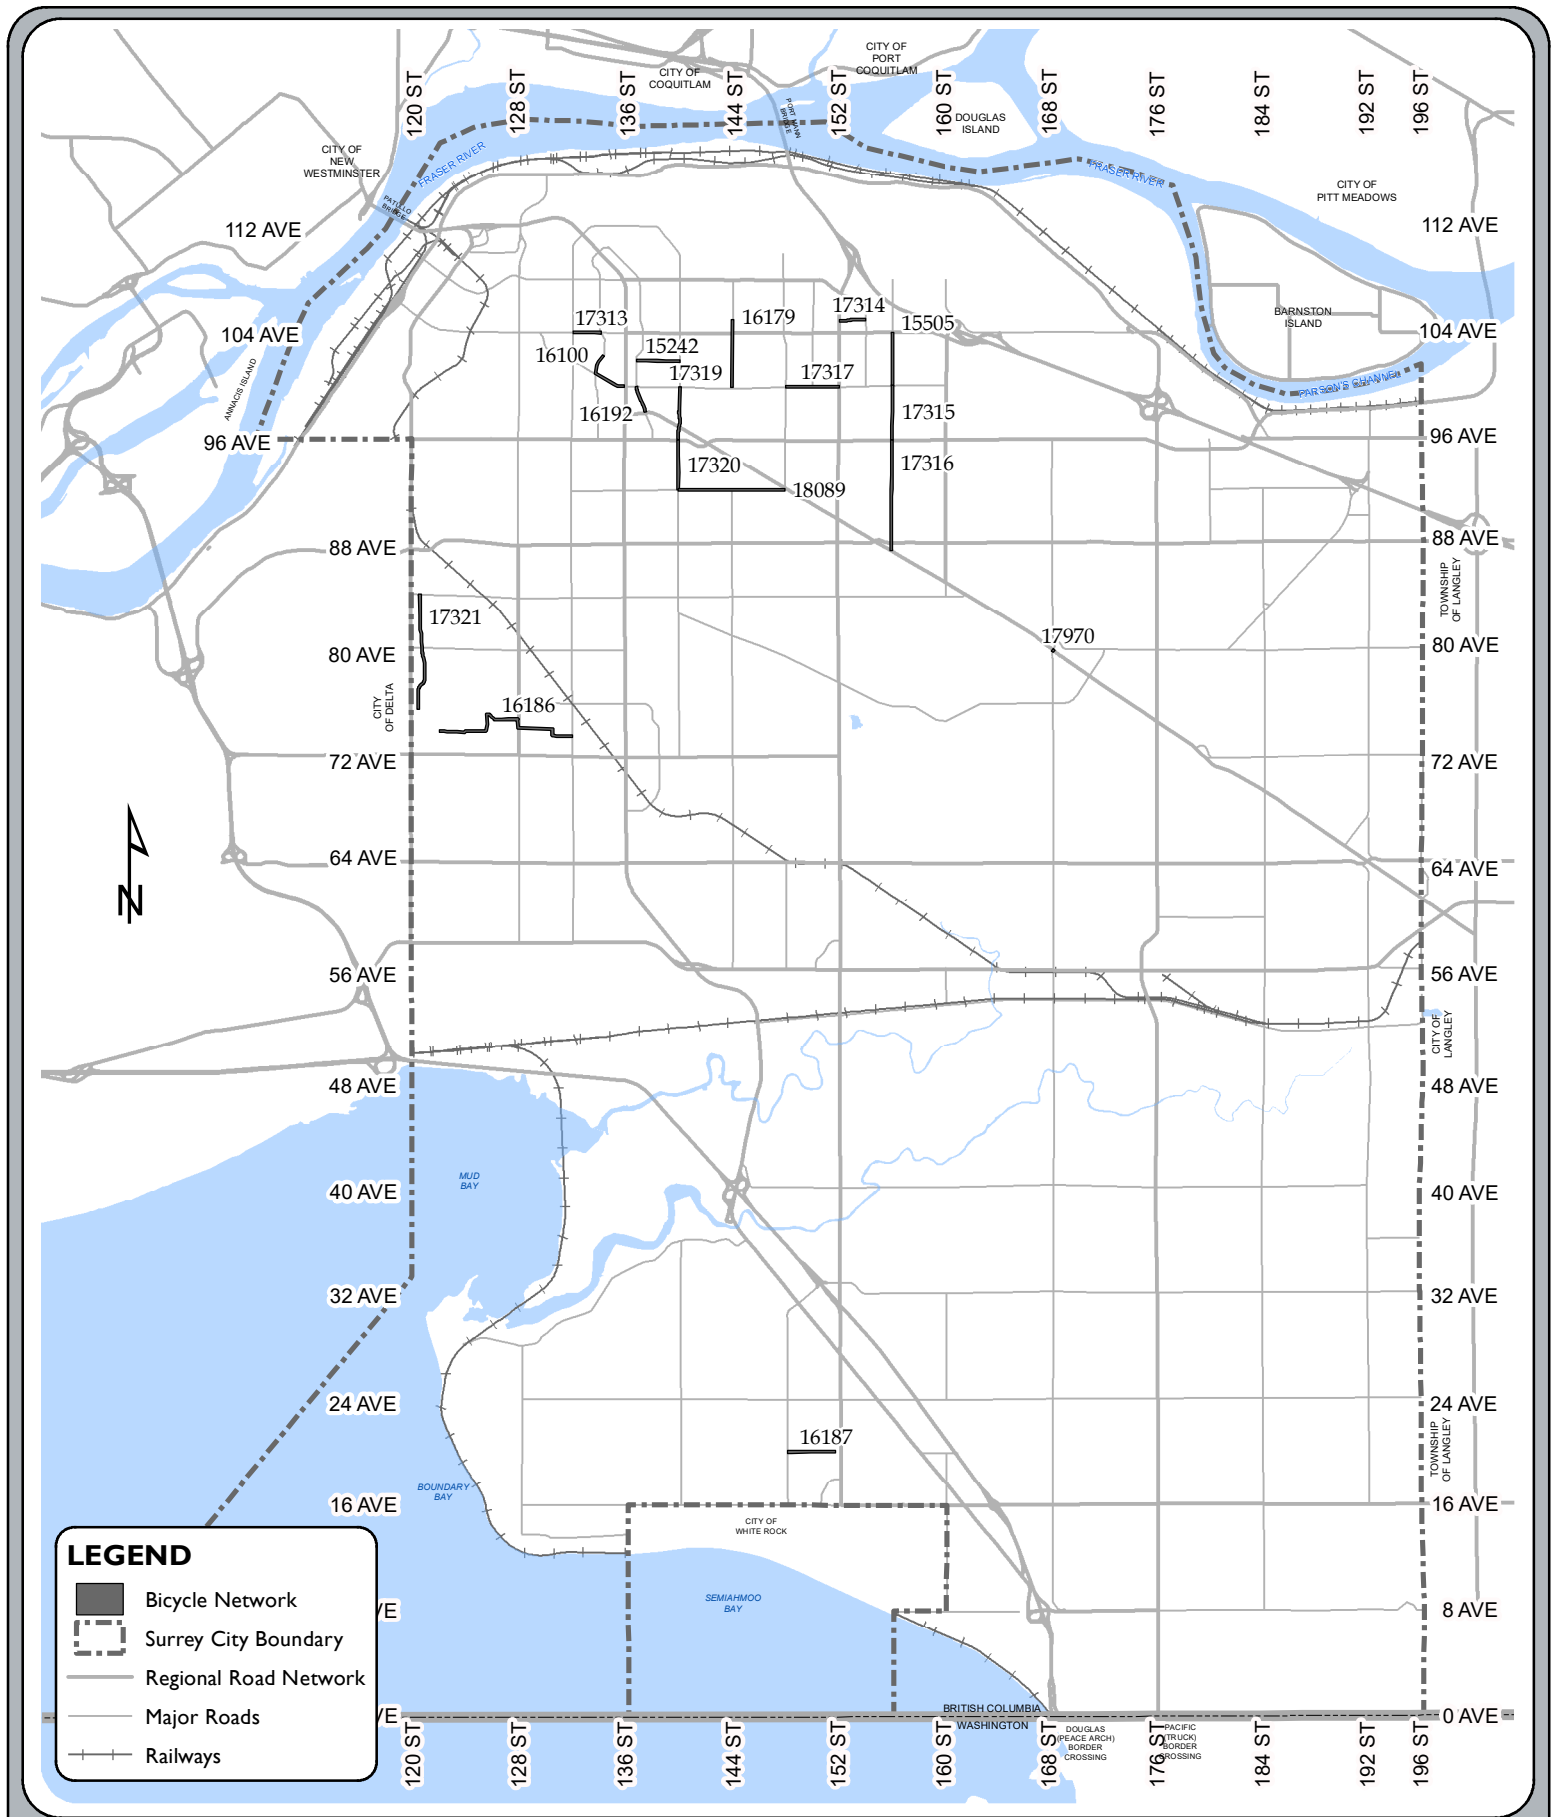 CITY OF
PORT
COQUITLAM
CITY OF
COQUITLAM
120 ST
128 ST
136 ST
144 ST
152 ST
160 ST
168 ST
176 ST
184 ST
192 ST
196 ST
PORT MANN
BRIDGE
DOUGLAS
ISLAND
CITY OF
NEW
WESTMINSTER
FRASER RIVER
FRASER RIVER
CITY OF
PITT MEADOWS
PATULLO
BRIDGE
112 AVE
112 AVE
17313
16179
17314
15505
BARNSTON
ISLAND
104 AVE
104 AVE
16100
15242
17319
17317
ANNACIS ISLAND
PARSON'S CHANNEL
16192
17315
96 AVE
96 AVE
17320
17316
18089
88 AVE
88 AVE
TOWNSHIP
OF LANGLEY
17321
17970
80 AVE
80 AVE
CITY
OF DELTA
16186
72 AVE
72 AVE
64 AVE
64 AVE
N
56 AVE
56 AVE
CITY OF
LANGLEY
48 AVE
48 AVE
MUD
BAY
40 AVE
40 AVE
32 AVE
32 AVE
24 AVE
24 AVE
TOWNSHIP
OF LANGLEY
16187
BOUNDARY
BAY
16 AVE
16 AVE
CITY OF
WHITE ROCK
LEGEND
Bicycle Network
Surrey City Boundary
Regional Road Network
Major Roads
Railways
SEMIAHMOO
BAY
VE
8 AVE
VE
BRITISH COLUMBIA
WASHINGTON
0 AVE
120 ST
128 ST
136 ST
144 ST
152 ST
160 ST
168 ST
DOUGLAS
(PEACE ARCH)
BORDER
CROSSING
176 ST
PACIFIC
(TRUCK)
BORDER
CROSSING
184 ST
192 ST
196 ST